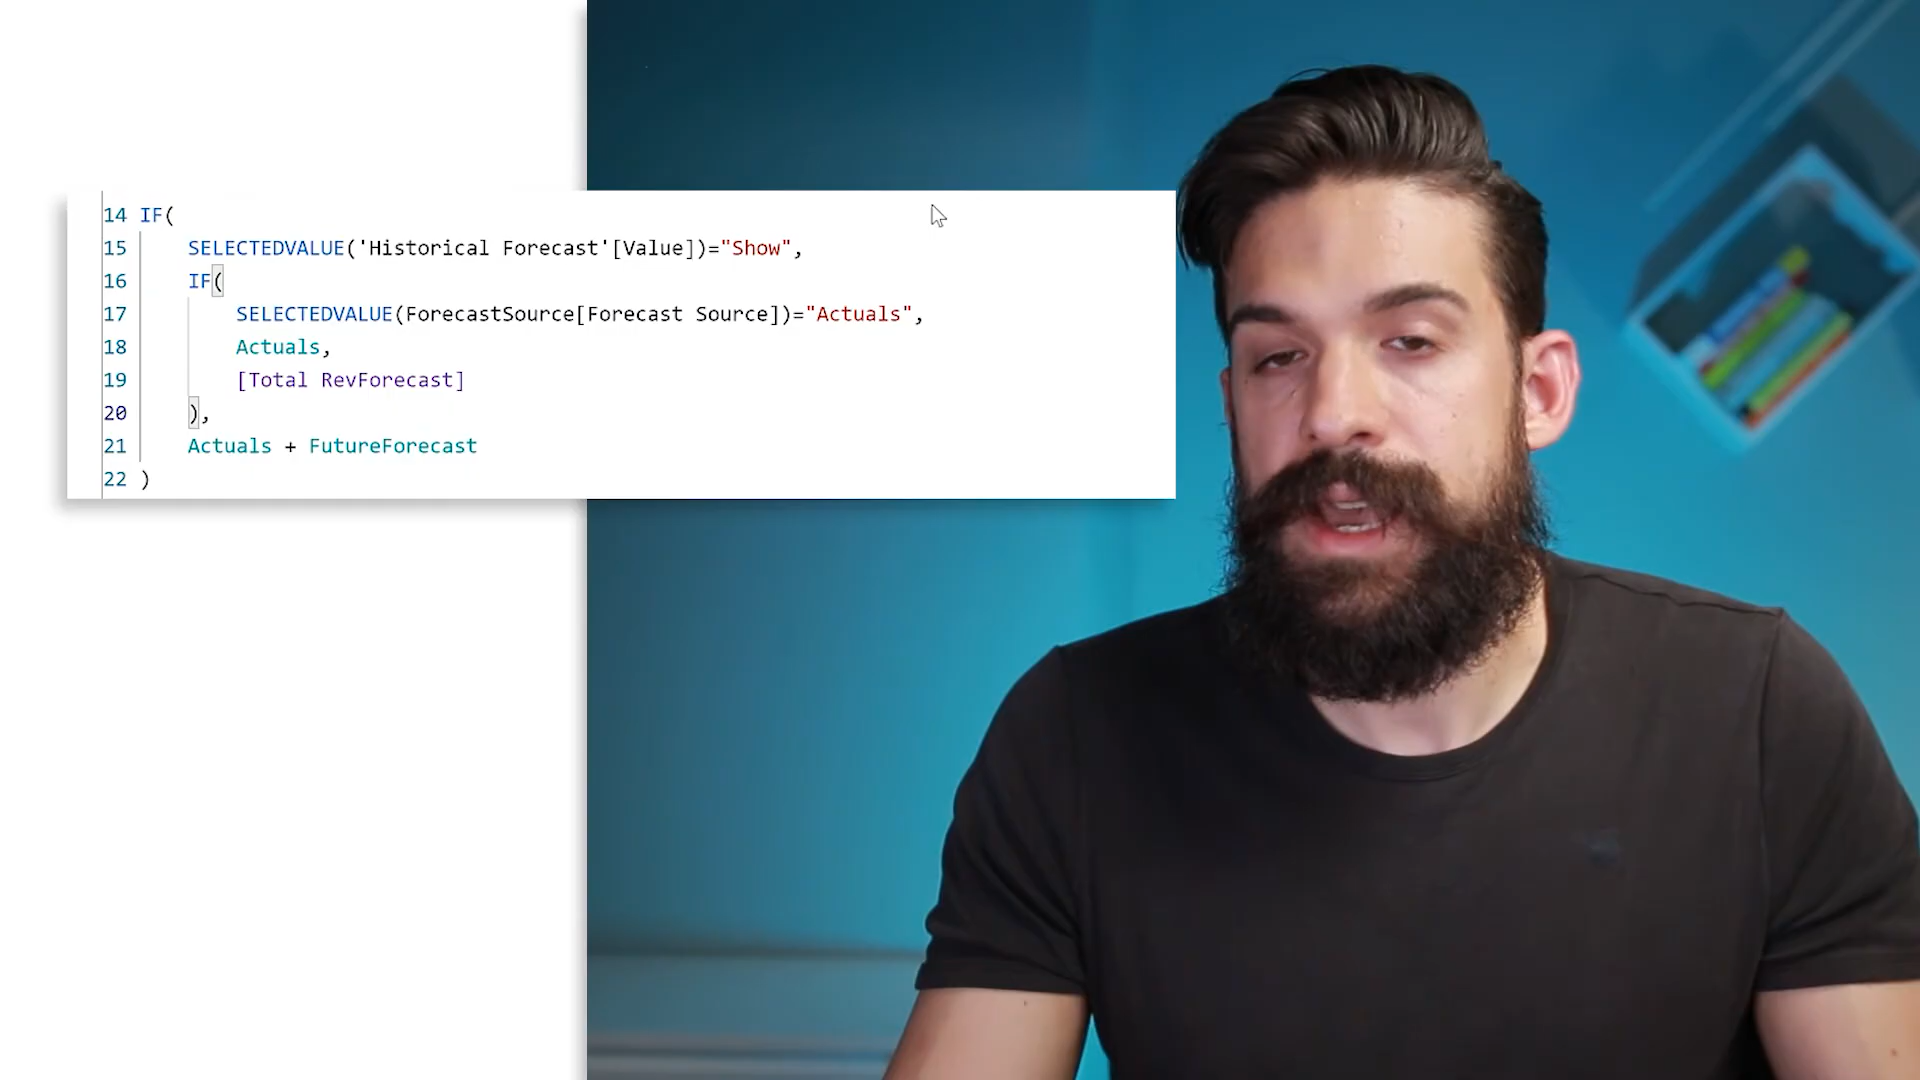 14 IF(
15 SELECTEDVALUE('Historical Forecast'[Value])="Show",
16 IF(
17 SELECTEDVALUE(ForecastSource[Forecast Source])="Actuals",
18 Actuals,
19 [Total RevForecast]
20 ),
21 Actuals + FutureForecast
22 )